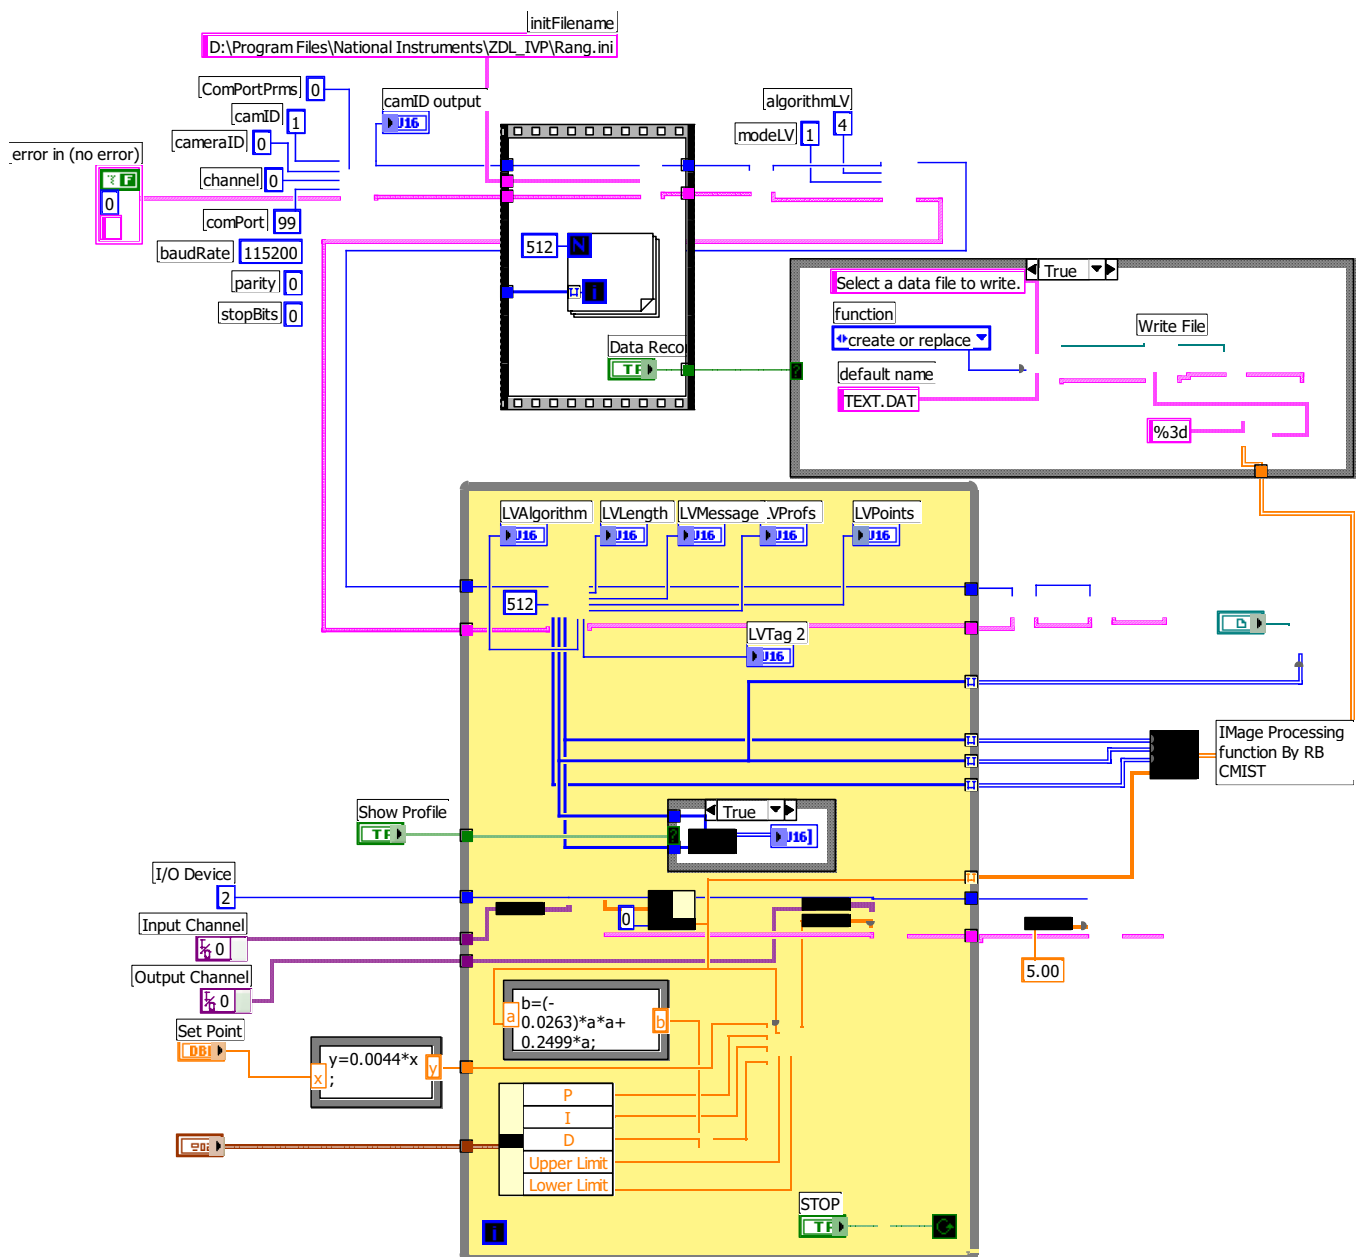 initFilename
D:\Program Files\National Instruments\ZDL_IVP\Rang.ini
ComPortPrms 0
camID 1
cameraID 0
error in (no error)
F
0
channel 0
comPort 99
baudRate 115200
parity 0
stopBits 0
camID output
U16
algorithmLV
4
modeLV 1
512 N
i
Data Reco
TF
True
Select a data file to write.
function
create or replace
default name
TEXT.DAT
Write File
%3d
?
LVAlgorithm
U16
LVLength
U16
LVMessage
U16
LVProfs
U16
LVPoints
U16
512
LVTag 2
U16
IMage Processing
function By RB
CMIST
Show Profile
TF
True
?
U16]
I/O Device
2
Input Channel
0
Output Channel
0
0
5.00
Set Point
DBL
x
y=0.0044*x
;
y
a
b=(-
0.0263)*a*a+
0.2499*a;
b
P
I
D
Upper Limit
Lower Limit
STOP
TF
i